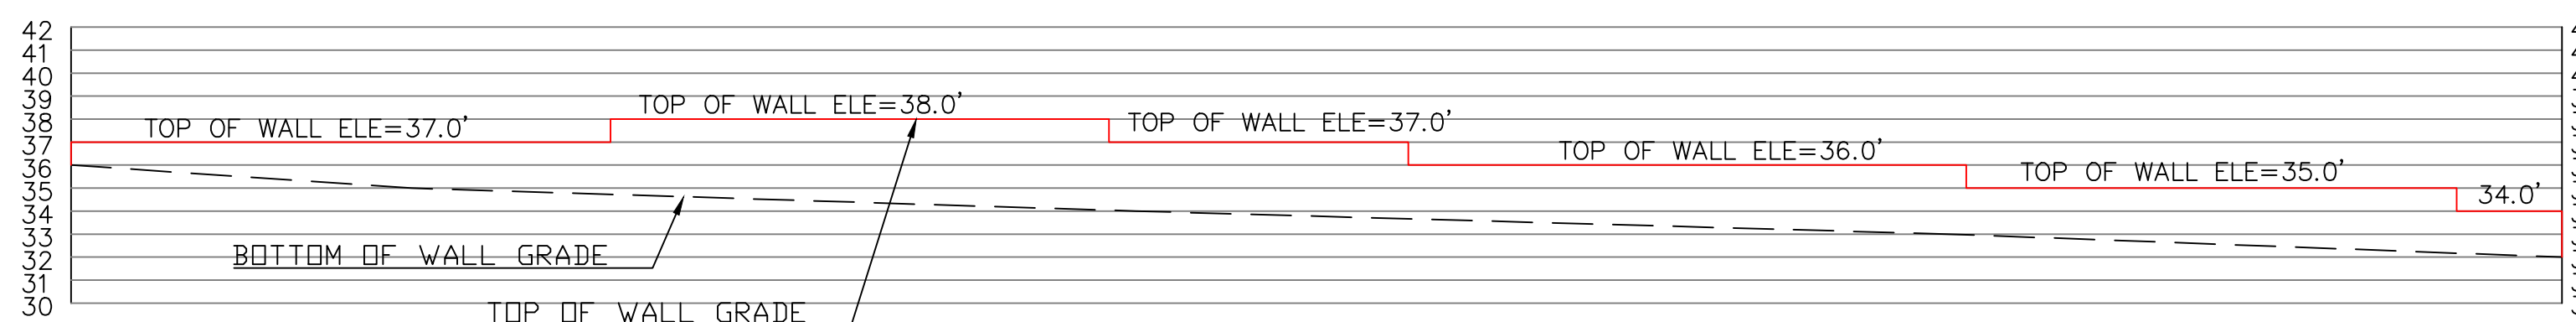 42
41
40
39
38
37
36
35
34
33
32
31
30
TOP OF WALL ELE=37.0'
TOP OF WALL ELE=38.0'
TOP OF WALL ELE=37.0'
TOP OF WALL ELE=36.0'
TOP OF WALL ELE=35.0'
34.0'
BOTTOM OF WALL GRADE
TOP OF WALL GRADE